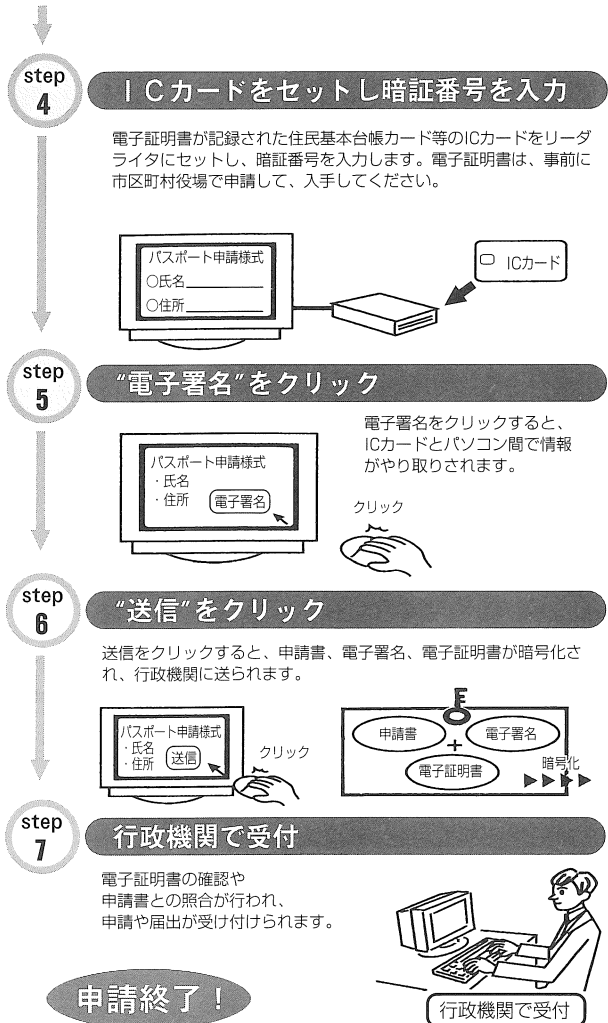 step
4
ICカードをセットし暗証番号を入力
電子証明書が記録された住民基本台帳カード等のICカードをリーダ
ライタにセットし、暗証番号を入力します。電子証明書は、事前に
市区町村役場で申請して、入手してください。
パスポート申請様式
○氏名
○住所
ICカード
step
5
“電子署名”をクリック
電子署名をクリックすると、
ICカードとパソコン間で情報
がやり取りされます。
パスポート申請様式
・氏名
・住所 電子署名
クリック
step
6
“送信”をクリック
送信をクリックすると、申請書、電子署名、電子証明書が暗号化さ
れ、行政機関に送られます。
パスポート申請様式
・氏名
・住所 送信
クリック
申請書
+
電子署名
電子証明書
暗号化
step
7
行政機関で受付
電子証明書の確認や
申請書との照合が行われ、
申請や届出が受け付けられます。
申請終了！
行政機関で受付